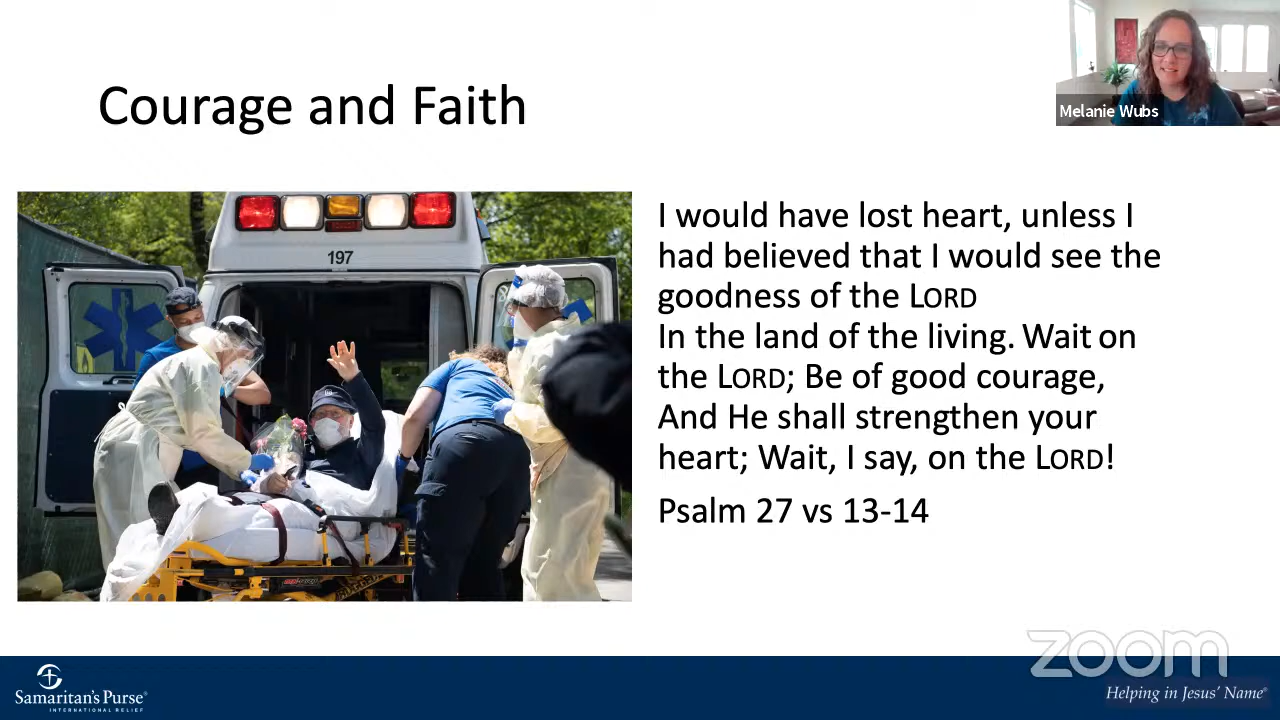 Courage and Faith
Melanie Wubs
197
I would have lost heart, unless I
had believed that I would see the
goodness of the LORD
In the land of the living. Wait on
the LORD; Be of good courage,
And He shall strengthen your
heart; Wait, I say, on the LORD!
Psalm 27 vs 13-14
zoom
Samaritan's Purse®
INTERNATIONAL RELIEF
Helping in Jesus' Name®